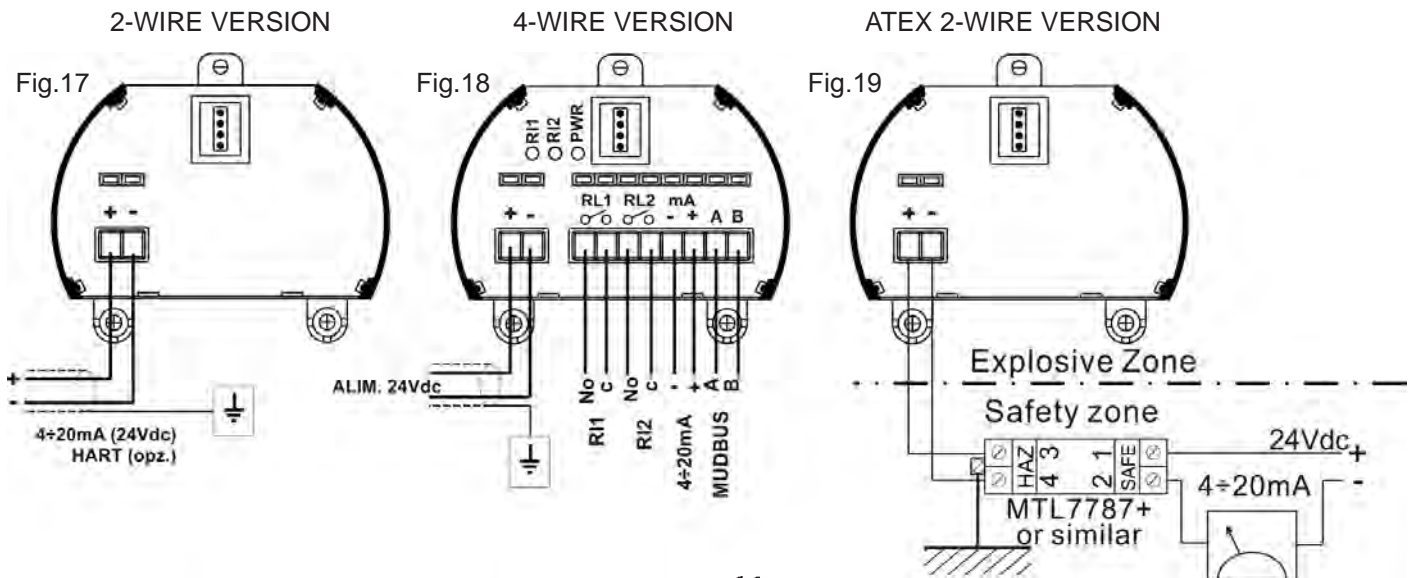 2-WIRE VERSION
4-WIRE VERSION
ATEX 2-WIRE VERSION
Fig.17
+ -
+
-
4÷20mA (24Vdc)
HART (opz.)
Fig.18
RI1
RI2
PWR
RL1 RL2 mA
+ -
- + A B
ALIM. 24Vdc
No
c
No
c
-
+
A
B
RI1
RI2
4÷20mA
MUDBUS
Fig.19
+ -
Explosive Zone
Safety zone
HAZ
3
4
1
2
SAFE
24Vdc
+
4÷20mA
-
MTL7787+
or similar